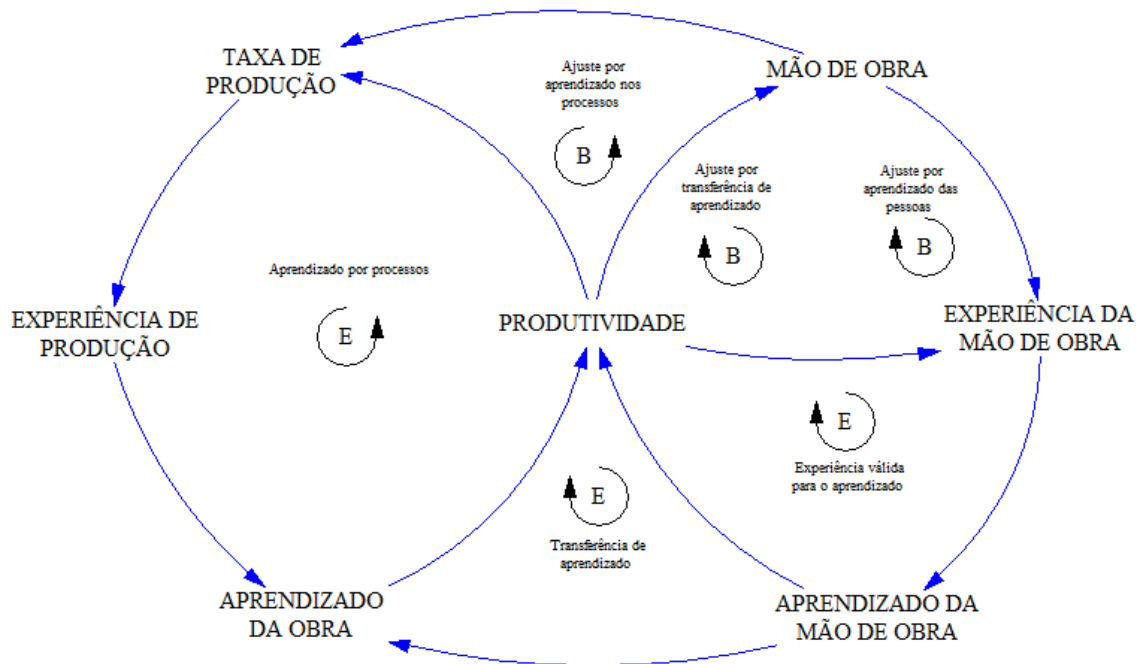 TAXA DE
PRODUÇÃO
Ajuste por
aprendizado nos
processos
B
MÃO DE OBRA
Ajuste por
transferência de
aprendizado
B
Ajuste por
aprendizado das
pessoas
B
Aprendizado por processos
E
EXPERIÊNCIA DE
PRODUÇÃO
PRODUTIVIDADE
EXPERIÊNCIA DA
MÃO DE OBRA
E
Experiência válida
para o aprendizado
E
Transferência de
aprendizado
APRENDIZADO
DA OBRA
APRENDIZADO DA
MÃO DE OBRA